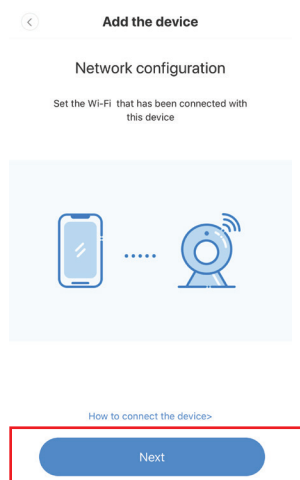 Add the device
Network configuration
Set the Wi-Fi that has been connected with
this device
How to connect the device>
Next